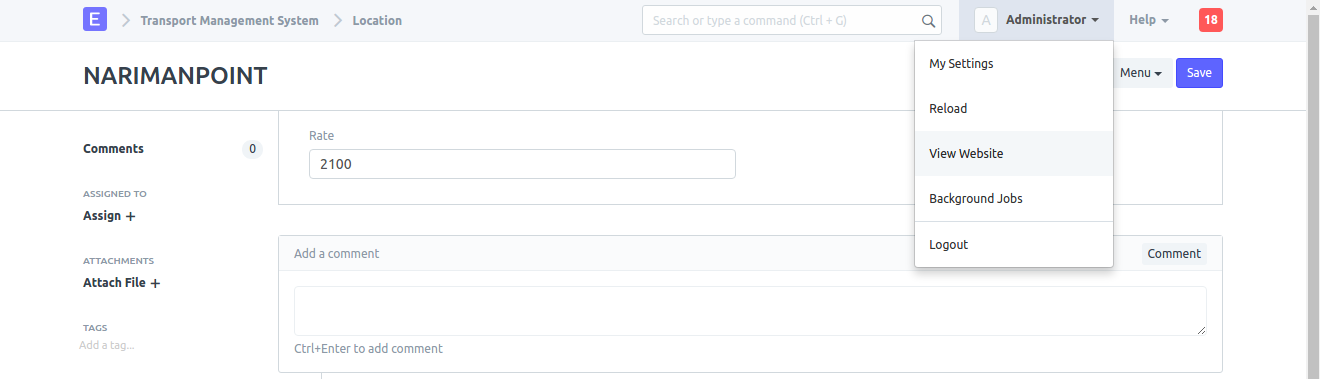 E Transport Management System Location Search or type a command (Ctrl + G) A Administrator Help 18
NARIMANPOINT Menu Save
My Settings
Reload
View Website
Background Jobs
Logout
Comments 0
ASSIGNED TO
Assign +
ATTACHMENTS
Attach File +
TAGS
Add a tag...
Rate
2100
Add a comment Comment
Ctrl+Enter to add comment